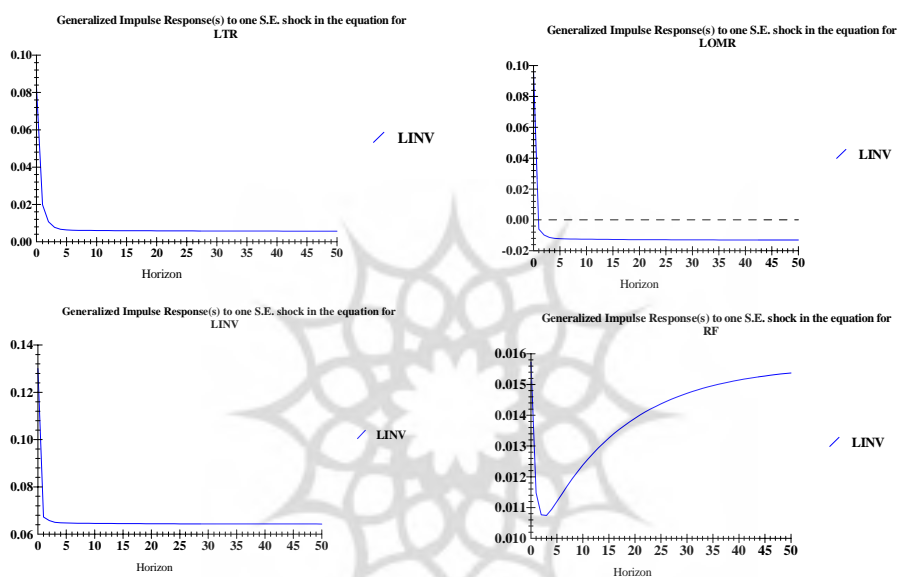 Generalized Impulse Response(s) to one S.E. shock in the equation for
LTR
0.10
0.08
0.06
0.04
0.02
0.00
0 5 10 15 20 25 30 35 40 45 50
Horizon
LINV
Generalized Impulse Response(s) to one S.E. shock in the equation for
LOMR
0.10
0.08
0.06
0.04
0.02
0.00
-0.02
0 5 10 15 20 25 30 35 40 45 50
Horizon
LINV
Generalized Impulse Response(s) to one S.E. shock in the equation for
LINV
0.14
0.12
0.10
0.08
0.06
0 5 10 15 20 25 30 35 40 45 50
Horizon
LINV
Generalized Impulse Response(s) to one S.E. shock in the equation for
RF
0.016
0.015
0.014
0.013
0.012
0.011
0.010
0 5 10 15 20 25 30 35 40 45 50
Horizon
LINV